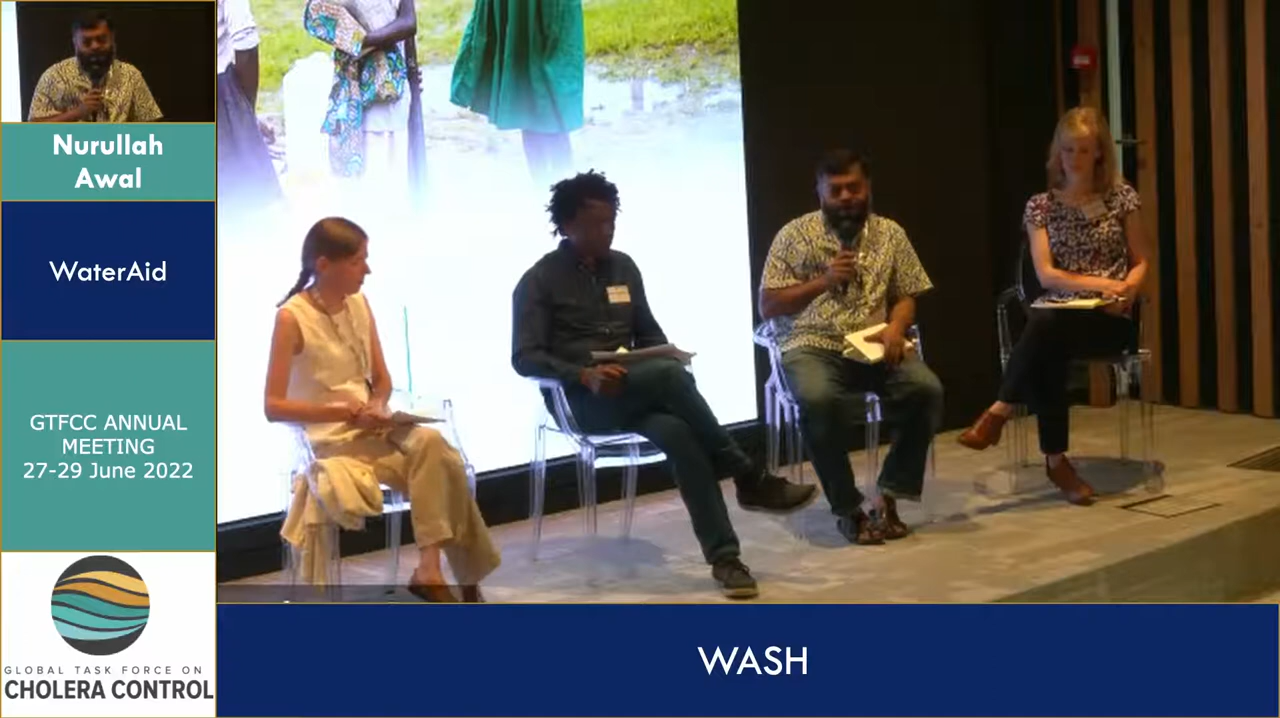 Nurullah
Awal
WaterAid
GTFCC ANNUAL
MEETING
27-29 June 2022
GLOBAL TASK FORCE ON
CHOLERA CONTROL
WASH